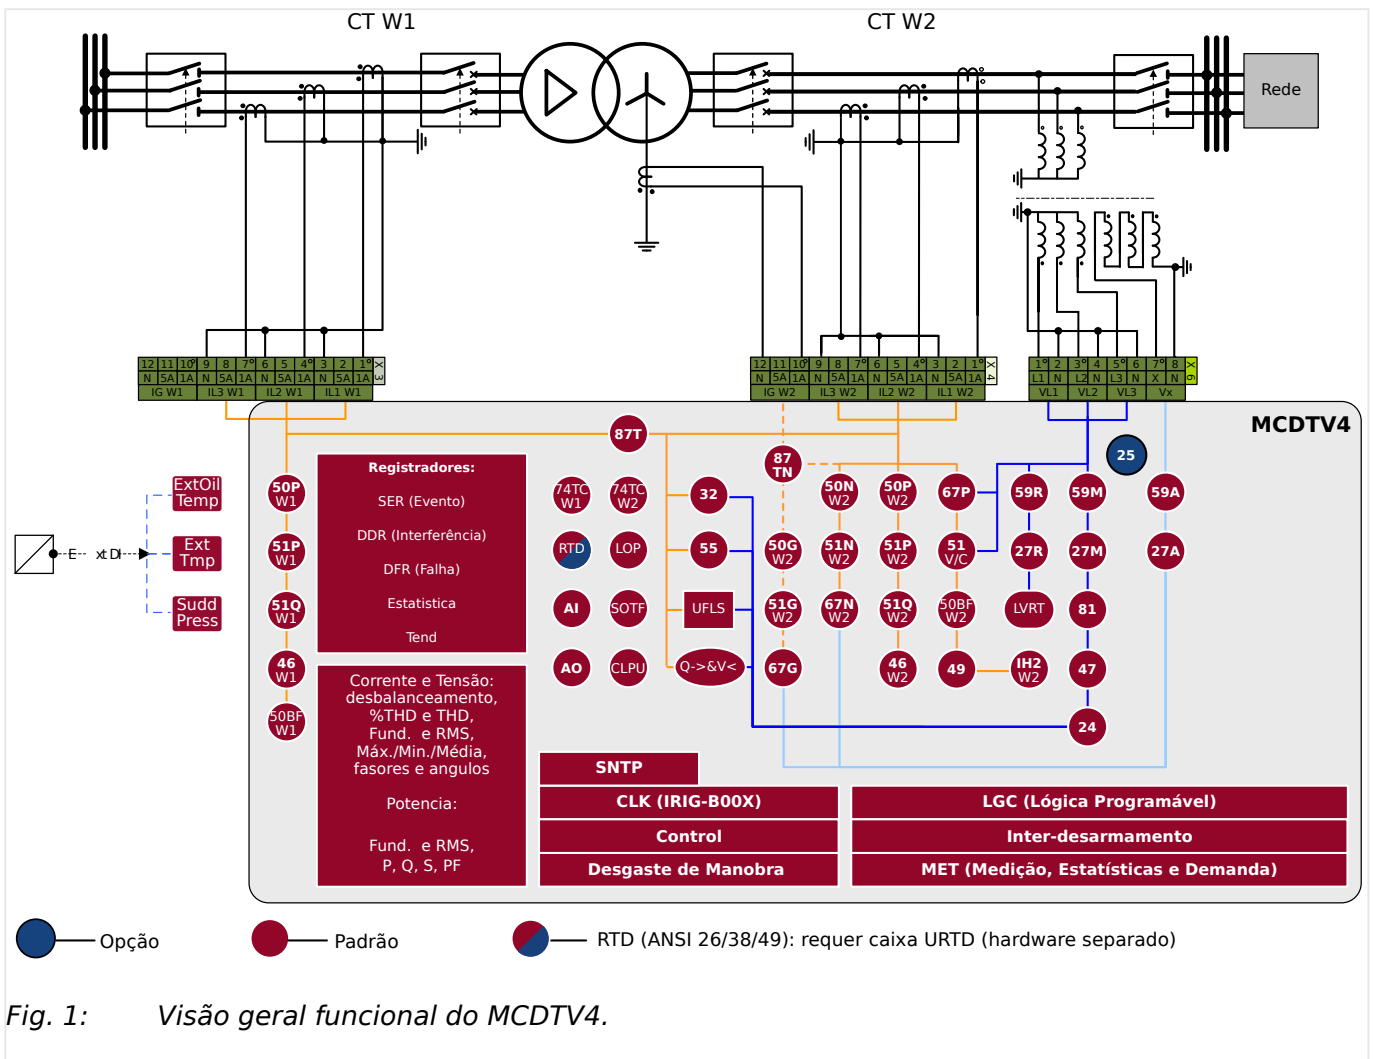 CT W1
CT W2
Rede
12 11 10° 9 8 7° 6 5 4° 3 2 1°
N 5A 1A N 5A 1A N 5A 1A N 5A 1A
IG W1 IL3 W1 IL2 W1 IL1 W1
X 3
12 11 10° 9 8 7° 6 5 4° 3 2 1°
N 5A 1A N 5A 1A N 5A 1A N 5A 1A
IG W2 IL3 W2 IL2 W2 IL1 W2
X 4
1° 2 3° 4 5° 6 7° 8
L1 N L2 N L3 N X N
VL1 VL2 VL3 Vx
X 6
MCDTV4
87T
87
TN
25
ExtOil
Temp
Ext
Tmp
Sudd
Press
E xt DI
50P
W1
51P
W1
51Q
W1
46
W1
50BF
W1
Registradores:
SER (Evento)
DDR (Interferência)
DFR (Falha)
Estatistica
Tend
Corrente e Tensão:
desbalanceamento,
%THD e THD,
Fund. e RMS,
Máx./Min./Média,
fasores e angulos
Potencia:
Fund. e RMS,
P, Q, S, PF
74TC
W1
74TC
W2
RTD
LOP
AI
SOTF
AO
CLPU
32
55
UFLS
Q->&V<
50G
W2
51G
W2
67G
50N
W2
51N
W2
67N
W2
50P
W2
51P
W2
51Q
W2
46
W2
67P
51
V/C
50BF
W2
49
59R
27R
LVRT
IH2
W2
59M
27M
81
47
24
59A
27A
SNTP
CLK (IRIG-B00X)
Control
Desgaste de Manobra
LGC (Lógica Programável)
Inter-desarmamento
MET (Medição, Estatísticas e Demanda)
Opção
Padrão
RTD (ANSI 26/38/49): requer caixa URTD (hardware separado)
Fig. 1: Visão geral funcional do MCDTV4.